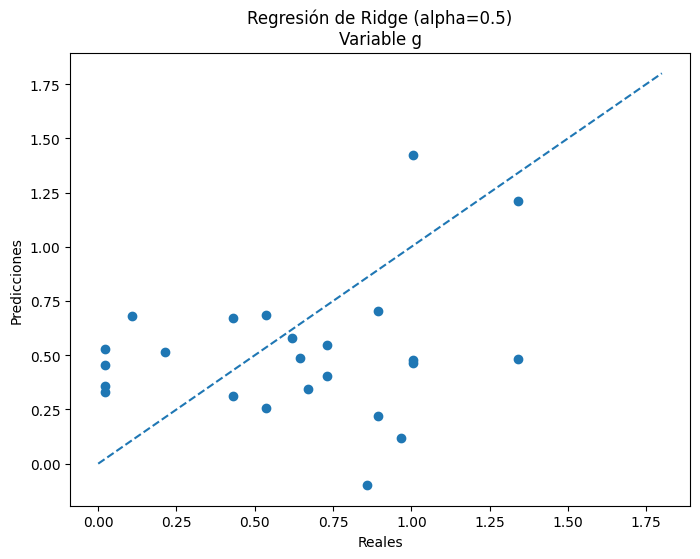 Regresión de Ridge (alpha=0.5)
Variable g
1.75
1.50
1.25
1.00
0.75
0.50
0.25
0.00
Predicciones
0.00 0.25 0.50 0.75 1.00 1.25 1.50 1.75
Reales